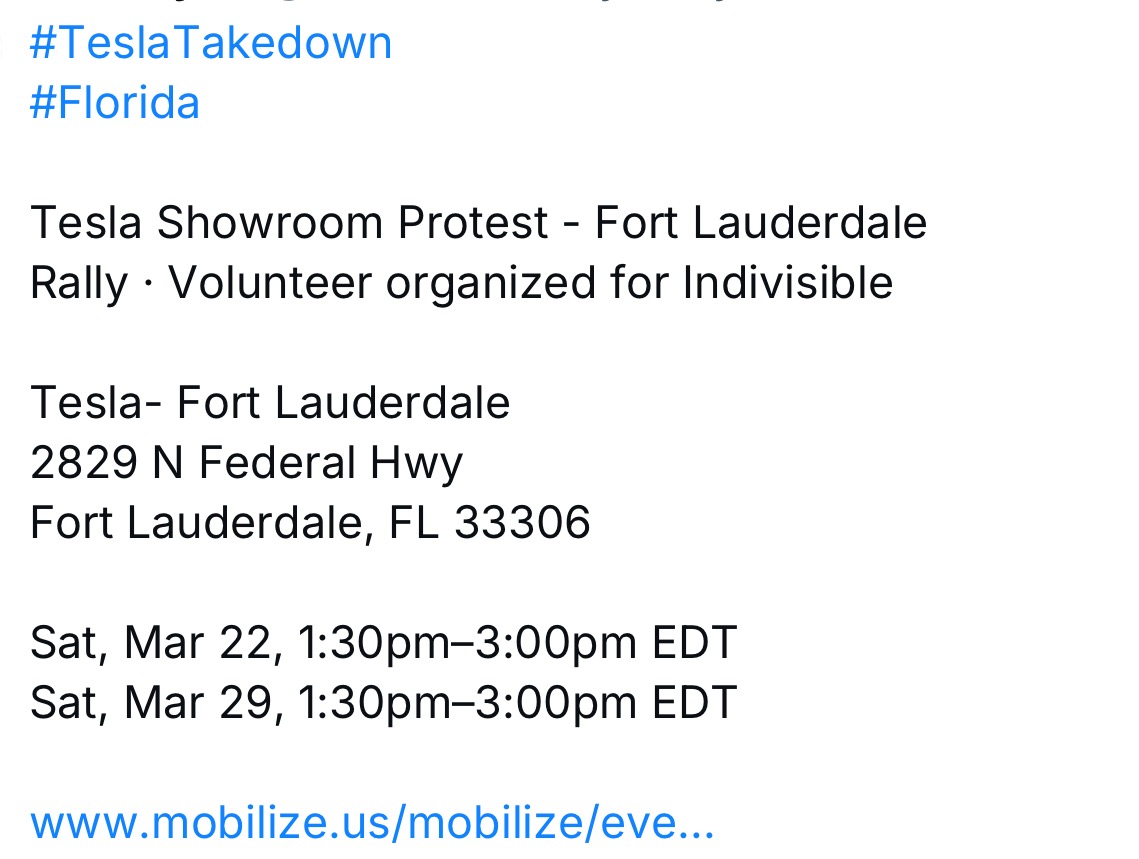 #TeslaTakedown
#Florida
Tesla Showroom Protest - Fort Lauderdale
Rally · Volunteer organized for Indivisible
Tesla- Fort Lauderdale
2829 N Federal Hwy
Fort Lauderdale, FL 33306
Sat, Mar 22, 1:30pm–3:00pm EDT
Sat, Mar 29, 1:30pm–3:00pm EDT
www.mobilize.us/mobilize/eve...